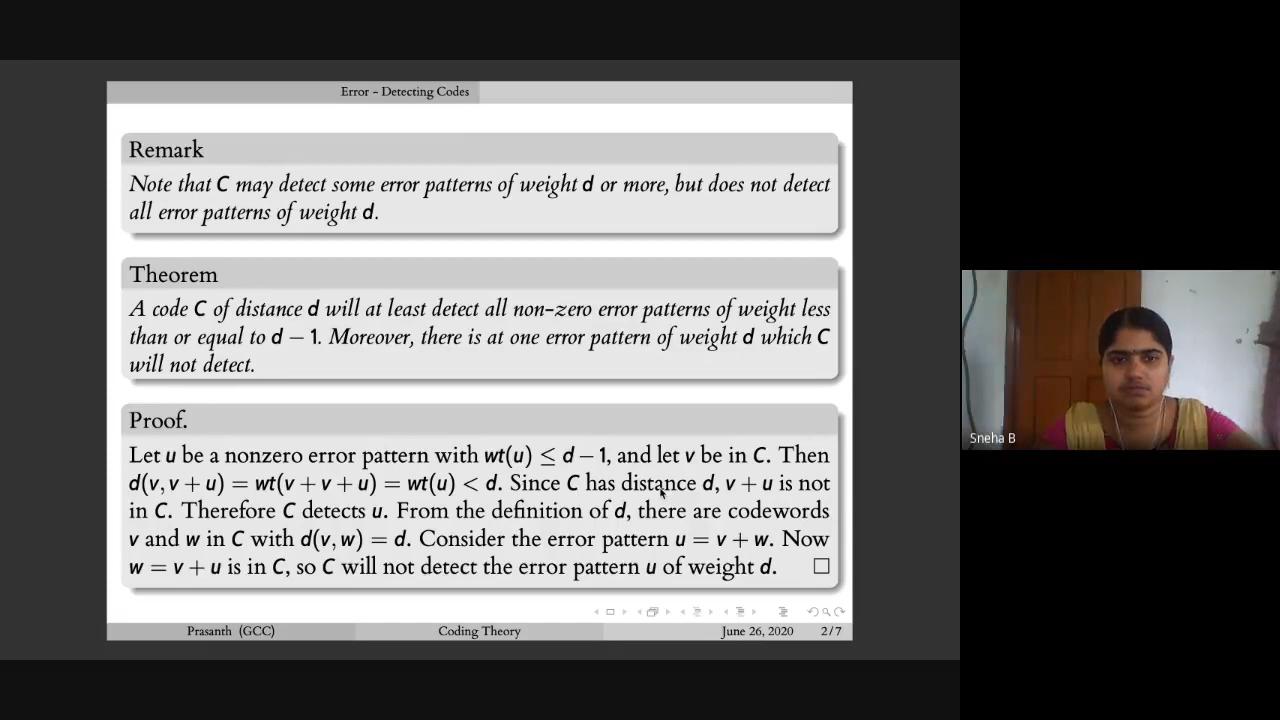 Error - Detecting Codes
Remark
Note that C may detect some error patterns of weight d or more, but does not detect
all error patterns of weight d.
Theorem
A code C of distance d will at least detect all non-zero error patterns of weight less
than or equal to d − 1. Moreover, there is at one error pattern of weight d which C
will not detect.
Proof.
Let u be a nonzero error pattern with wt(u) ≤ d − 1, and let v be in C. Then
d(v, v + u) = wt(v + v + u) = wt(u) < d. Since C has distance d, v + u is not
in C. Therefore C detects u. From the definition of d, there are codewords
v and w in C with d(v, w) = d. Consider the error pattern u = v + w. Now
w = v + u is in C, so C will not detect the error pattern u of weight d. □
Prasanth (GCC) Coding Theory June 26, 2020 2/7
Sneha B